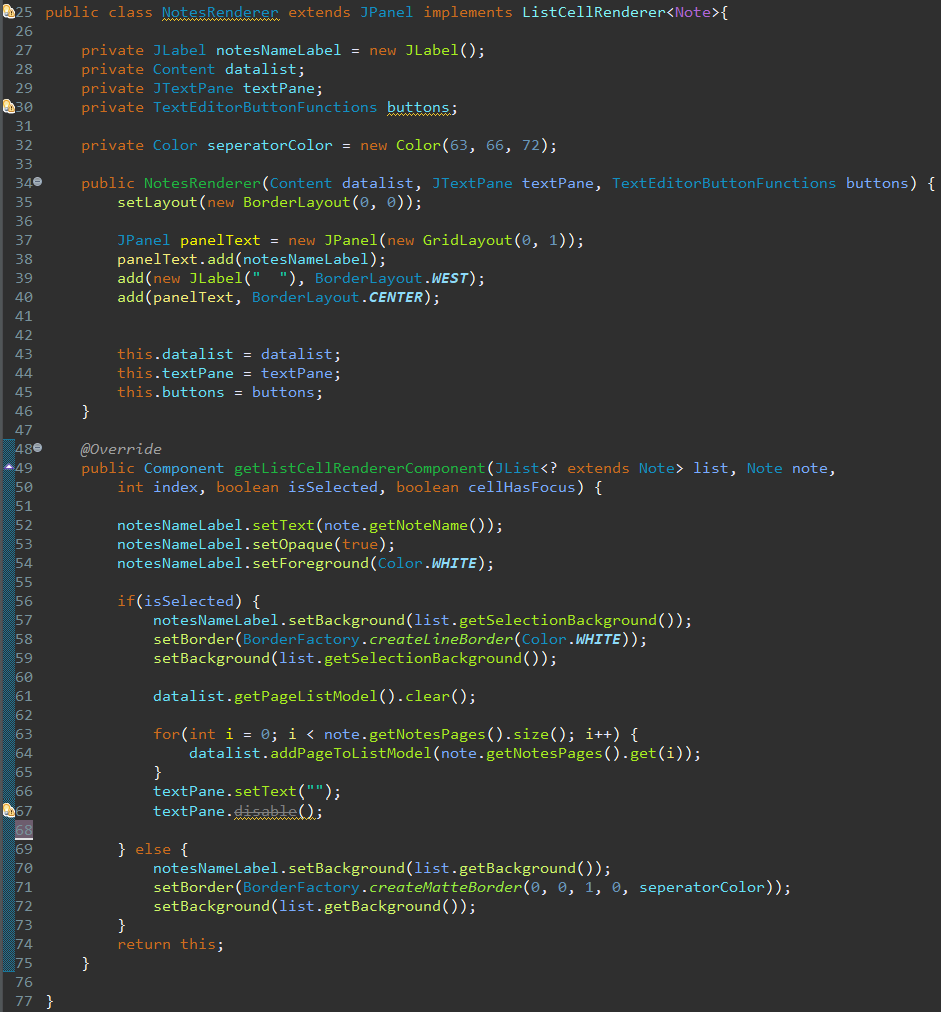 25 public class NotesRenderer extends JPanel implements ListCellRenderer<Note>{
26
27     private JLabel notesNameLabel = new JLabel();
28     private Content datalist;
29     private JTextPane textPane;
30     private TextEditorButtonFunctions buttons;
31
32     private Color seperatorColor = new Color(63, 66, 72);
33
34     public NotesRenderer(Content datalist, JTextPane textPane, TextEditorButtonFunctions buttons) {
35         setLayout(new BorderLayout(0, 0));
36
37         JPanel panelText = new JPanel(new GridLayout(0, 1));
38         panelText.add(notesNameLabel);
39         add(new JLabel("  "), BorderLayout.WEST);
40         add(panelText, BorderLayout.CENTER);
41
42
43         this.datalist = datalist;
44         this.textPane = textPane;
45         this.buttons = buttons;
46     }
47
48     @Override
49     public Component getListCellRendererComponent(JList<? extends Note> list, Note note,
50         int index, boolean isSelected, boolean cellHasFocus) {
51
52         notesNameLabel.setText(note.getNoteName());
53         notesNameLabel.setOpaque(true);
54         notesNameLabel.setForeground(Color.WHITE);
55
56         if(isSelected) {
57             notesNameLabel.setBackground(list.getSelectionBackground());
58             setBorder(BorderFactory.createLineBorder(Color.WHITE));
59             setBackground(list.getSelectionBackground());
60
61             datalist.getPageListModel().clear();
62
63             for(int i = 0; i < note.getNotesPages().size(); i++) {
64                 datalist.addPageToListModel(note.getNotesPages().get(i));
65             }
66             textPane.setText("");
67             textPane.disable();
68
69         } else {
70             notesNameLabel.setBackground(list.getBackground());
71             setBorder(BorderFactory.createMatteBorder(0, 0, 1, 0, seperatorColor));
72             setBackground(list.getBackground());
73         }
74         return this;
75     }
76
77 }